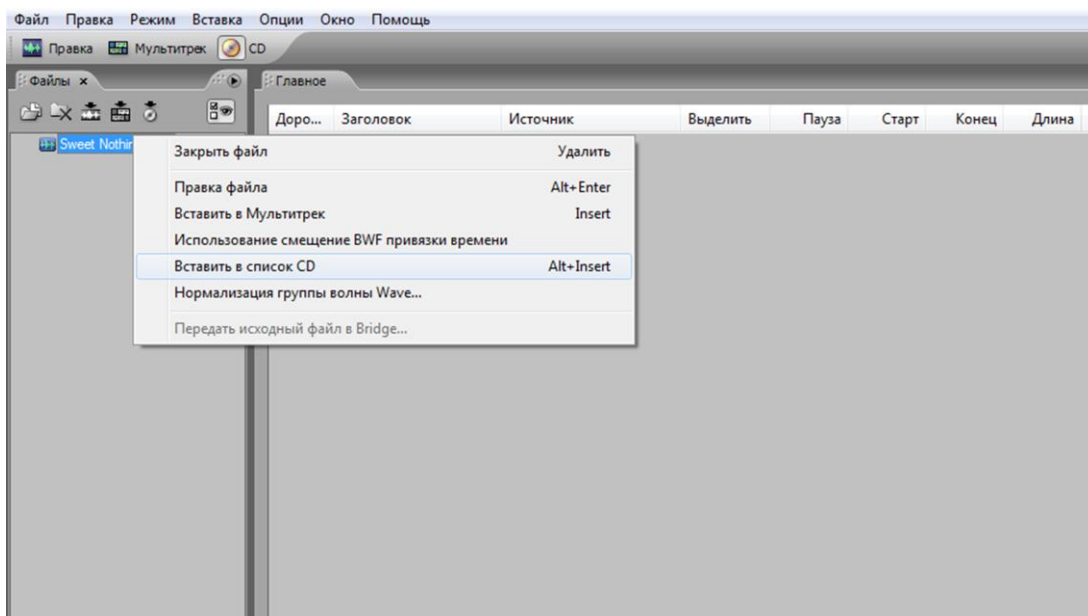 Файл Правка Режим Вставка Опции Окно Помощь
Правка Мультитрек CD
Файлы x Главное
Доро... Заголовок Источник Выделить Пауза Старт Конец Длина
Sweet Nothin
Закрыть файл Удалить
Правка файла Alt+Enter
Вставить в Мультитрек Insert
Использование смещение BWF привязки времени
Вставить в список CD Alt+Insert
Нормализация группы волны Wave...
Передать исходный файл в Bridge...